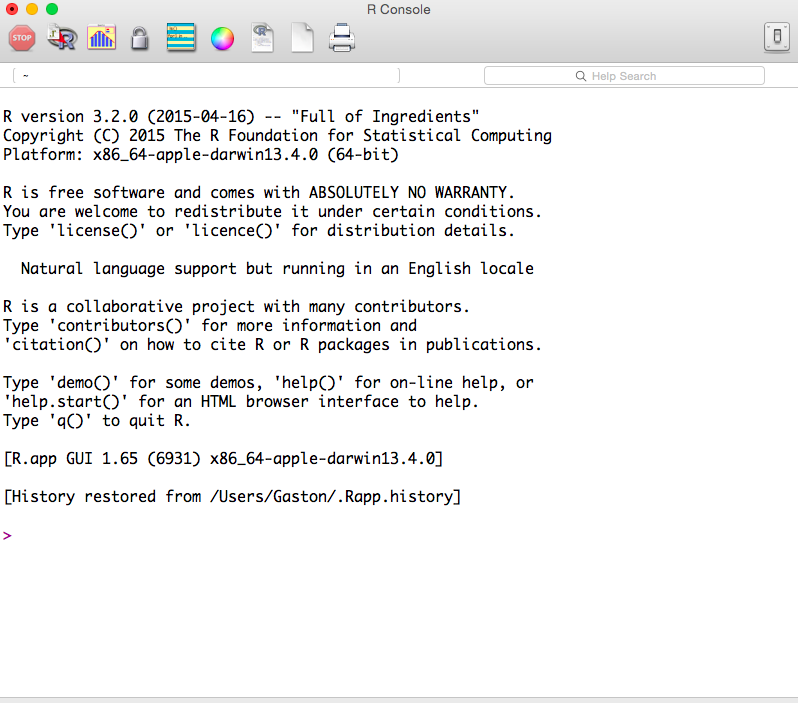 R Console
STOP
~
Help Search
R version 3.2.0 (2015-04-16) -- "Full of Ingredients"
Copyright (C) 2015 The R Foundation for Statistical Computing
Platform: x86_64-apple-darwin13.4.0 (64-bit)
R is free software and comes with ABSOLUTELY NO WARRANTY.
You are welcome to redistribute it under certain conditions.
Type 'license()' or 'licence()' for distribution details.
Natural language support but running in an English locale
R is a collaborative project with many contributors.
Type 'contributors()' for more information and
'citation()' on how to cite R or R packages in publications.
Type 'demo()' for some demos, 'help()' for on-line help, or
'help.start()' for an HTML browser interface to help.
Type 'q()' to quit R.
[R.app GUI 1.65 (6931) x86_64-apple-darwin13.4.0]
[History restored from /Users/Gaston/.Rapp.history]
>